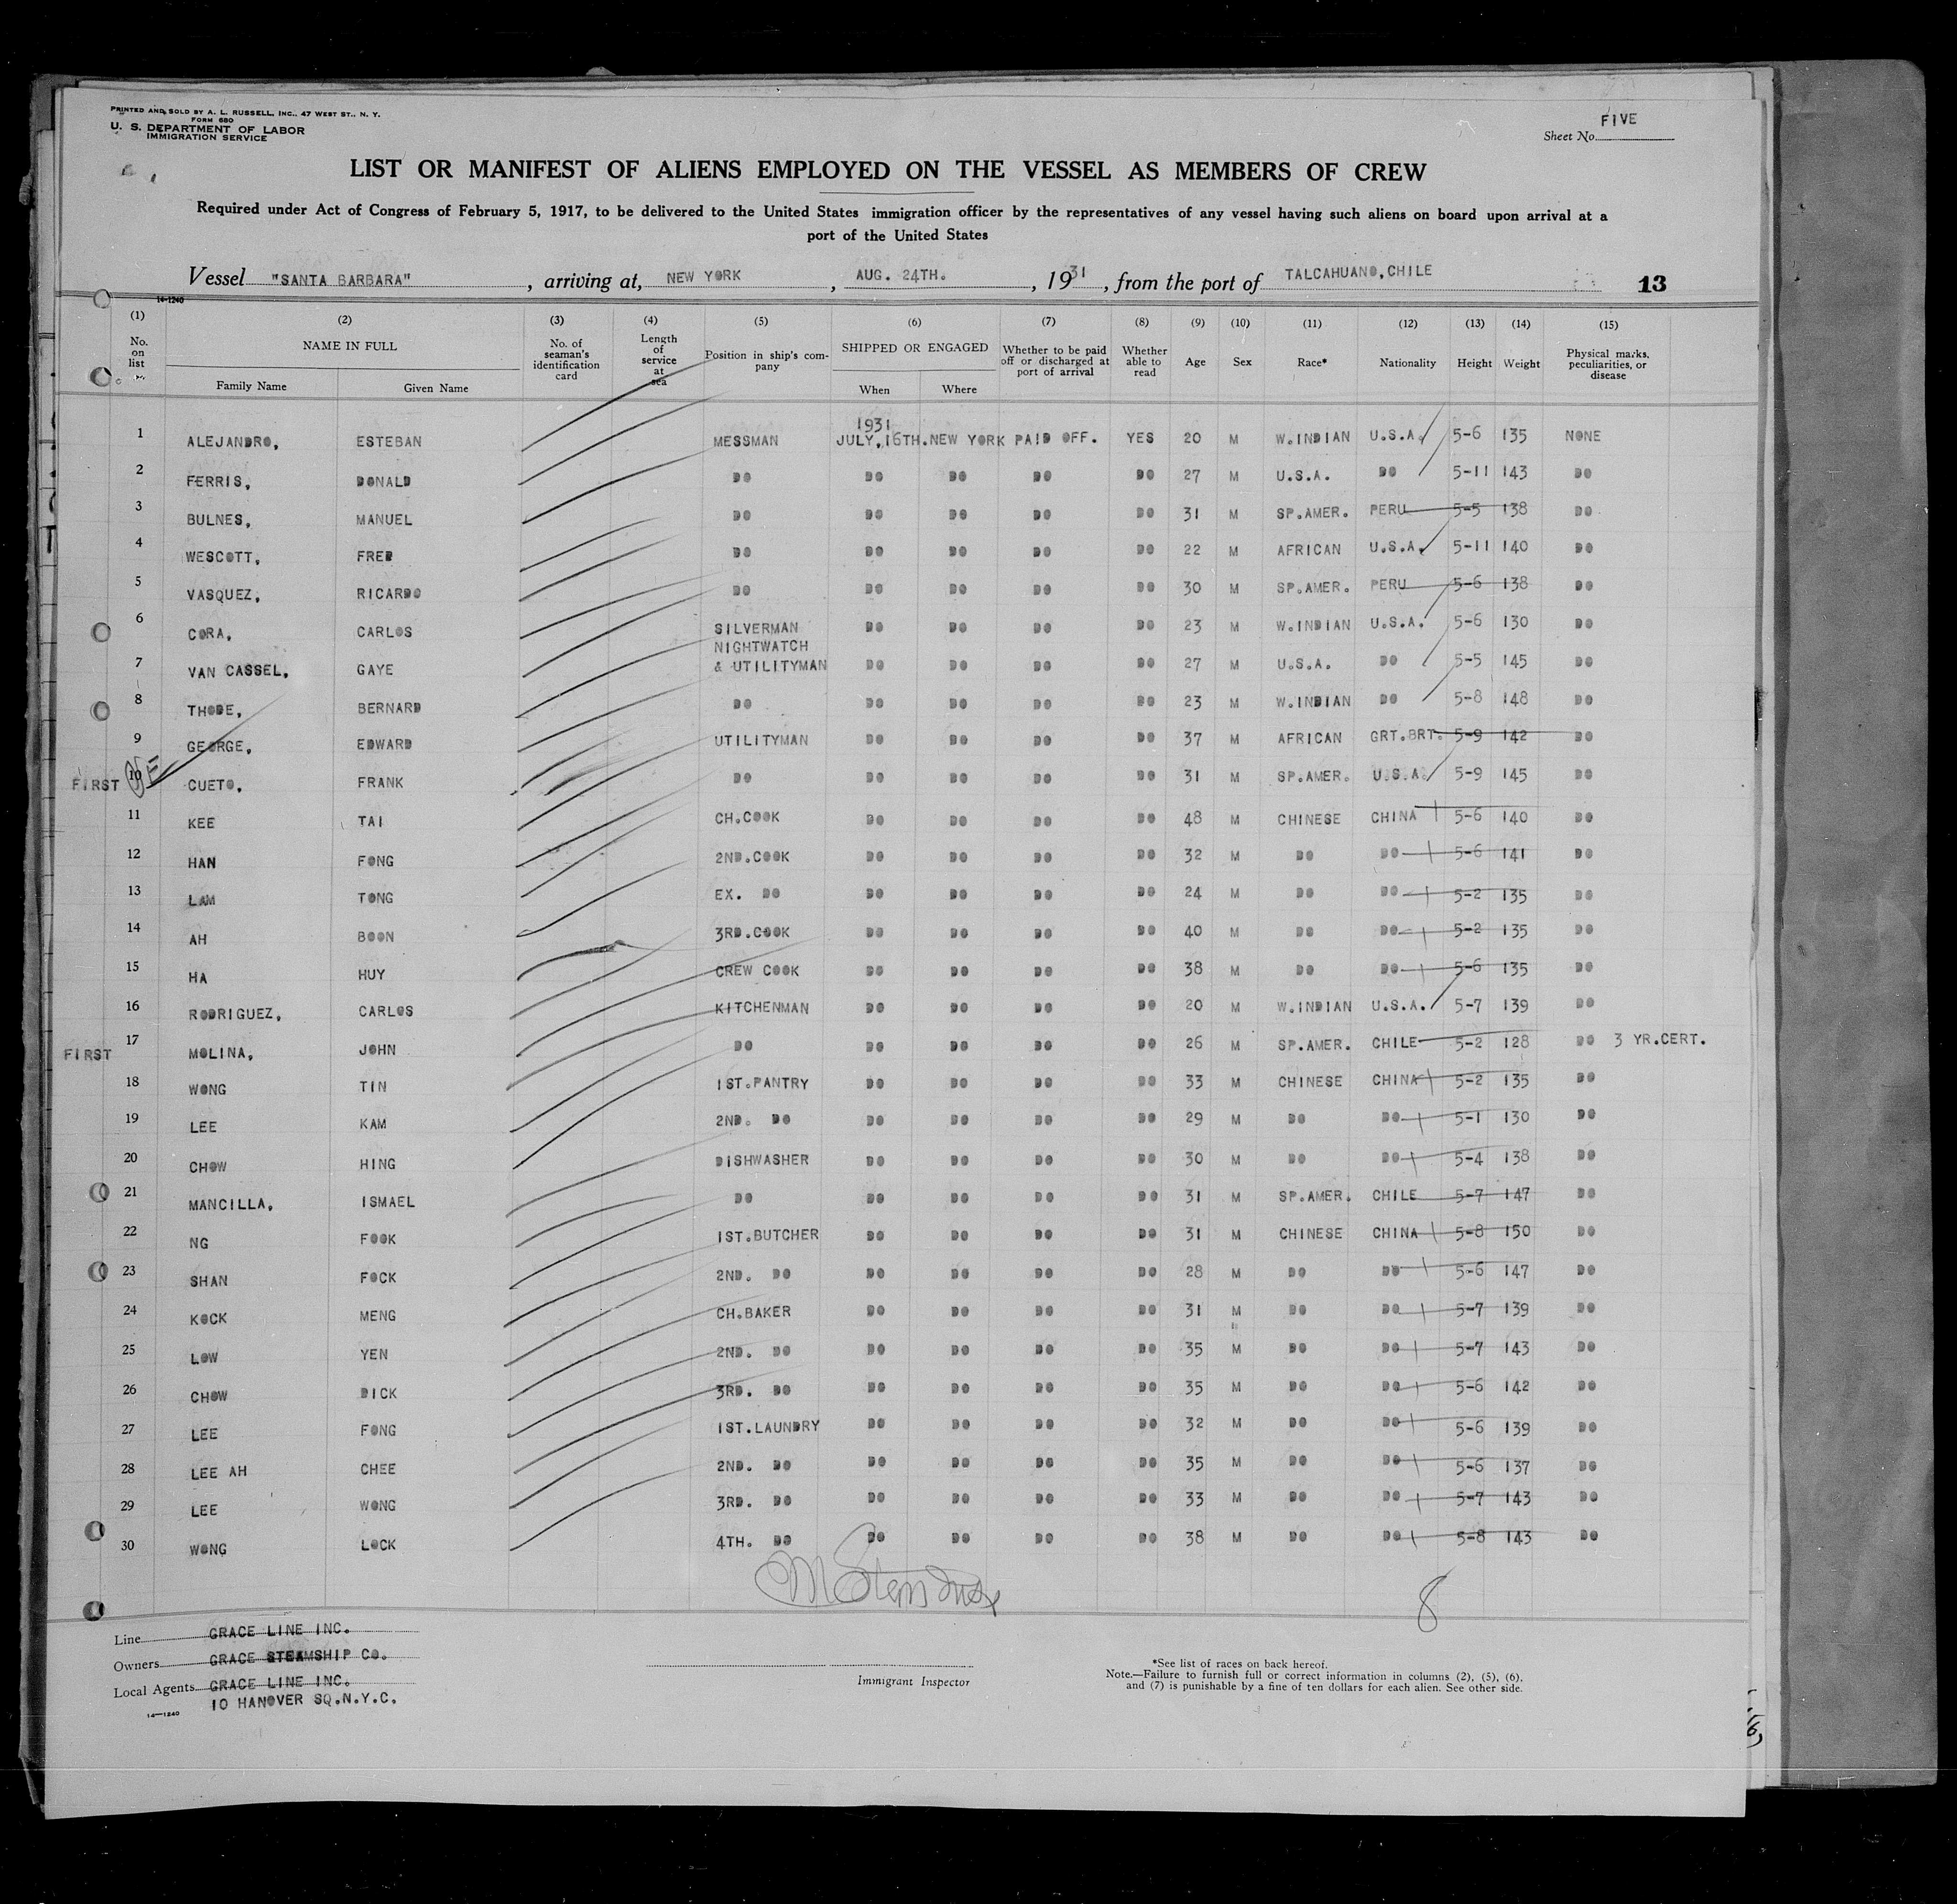 PRINTED AND SOLD BY A. L. RUSSELL, INC., 47 WEST ST., N. Y.
FORM 680
U. S. DEPARTMENT OF LABOR
IMMIGRATION SERVICE
Sheet No. FIVE
LIST OR MANIFEST OF ALIENS EMPLOYED ON THE VESSEL AS MEMBERS OF CREW
Required under Act of Congress of February 5, 1917, to be delivered to the United States immigration officer by the representatives of any vessel having such aliens on board upon arrival at a
port of the United States
Vessel "SANTA BARBARA", arriving at, NEW YORK, AUG. 24TH., 1931, from the port of TALCAHUANO, CHILE 13
14-1240
(1) (2) (3) (4) (5) (6) (7) (8) (9) (10) (11) (12) (13) (14) (15)
No. on list NAME IN FULL Family Name Given Name No. of seaman's identification card Length of service at sea Position in ship's company SHIPPED OR ENGAGED When Where Whether to be paid off or discharged at port of arrival Whether able to read Age Sex Race* Nationality Height Weight Physical marks, peculiarities, or disease
1931
1 ALEJANDRO, ESTEBAN MESSMAN JULY,16TH. NEW YORK PAID OFF. YES 20 M W.INDIAN U.S.A. 5-6 135 NONE
2 FERRIS, DONALD DO DO DO DO DO 27 M U.S.A. DO 5-11 143 DO
3 BULNES, MANUEL DO DO DO DO DO 31 M SP.AMER. PERU 5-5 138 DO
4 WESCOTT, FRED DO DO DO DO DO 22 M AFRICAN U.S.A. 5-11 140 DO
5 VASQUEZ, RICARDO DO DO DO DO DO 30 M SP.AMER. PERU 5-6 138 DO
6 CORA, CARLOS SILVERMAN DO DO DO DO 23 M W.INDIAN U.S.A. 5-6 130 DO
NIGHTWATCH
7 VAN CASSEL, GAYE & UTILITYMAN DO DO DO DO 27 M U.S.A. DO 5-5 145 DO
8 THODE, BERNARD DO DO DO DO DO 23 M W.INDIAN DO 5-8 148 DO
9 GEORGE, EDWARD UTILITYMAN DO DO DO DO 37 M AFRICAN GRT.BRT. 5-9 142 DO
FIRST 10 CUETO, FRANK DO DO DO DO DO 31 M SP.AMER. U.S.A. 5-9 145 DO
11 KEE TAI CH.COOK DO DO DO DO 48 M CHINESE CHINA 5-6 140 DO
12 HAN FONG 2ND.COOK DO DO DO DO 32 M DO DO 5-6 141 DO
13 LAM TONG EX. DO DO DO DO DO 24 M DO DO 5-2 135 DO
14 AH BOON 3RD.COOK DO DO DO DO 40 M DO DO 5-2 135 DO
15 HA HUY CREW COOK DO DO DO DO 38 M DO DO 5-6 135 DO
16 RODRIGUEZ, CARLOS KITCHENMAN DO DO DO DO 20 M W.INDIAN U.S.A. 5-7 139 DO
FIRST 17 MOLINA, JOHN DO DO DO DO DO 26 M SP.AMER. CHILE 5-2 128 DO 3 YR.CERT.
18 WONG TIN 1ST.PANTRY DO DO DO DO 33 M CHINESE CHINA 5-2 135 DO
19 LEE KAM 2ND. DO DO DO DO DO 29 M DO DO 5-1 130 DO
20 CHOW HING DISHWASHER DO DO DO DO 30 M DO DO 5-4 138 DO
21 MANCILLA, ISMAEL DO DO DO DO DO 31 M SP.AMER. CHILE 5-7 147 DO
22 NG FOOK 1ST.BUTCHER DO DO DO DO 31 M CHINESE CHINA 5-8 150 DO
23 SHAN FOCK 2ND. DO DO DO DO DO 28 M DO DO 5-6 147 DO
24 KOCK MENG CH.BAKER DO DO DO DO 31 M DO DO 5-7 139 DO
25 LOW YEN 2ND. DO DO DO DO DO 35 M DO DO 5-7 143 DO
26 CHOW DICK 3RD. DO DO DO DO DO 35 M DO DO 5-6 142 DO
27 LEE FONG 1ST.LAUNDRY DO DO DO DO 32 M DO DO 5-6 139 DO
28 LEE AH CHEE 2ND. DO DO DO DO DO 35 M DO DO 5-6 137 DO
29 LEE WONG 3RD. DO DO DO DO DO 33 M DO DO 5-7 143 DO
30 WONG LOCK 4TH. DO DO DO DO DO 38 M DO DO 5-8 143 DO
8
Line GRACE LINE INC.
Owners GRACE STEAMSHIP CO.
Local Agents GRACE LINE INC.
10 HANOVER SQ.N.Y.C.
14-1240
Immigrant Inspector
*See list of races on back hereof.
Note.—Failure to furnish full or correct information in columns (2), (5), (6),
and (7) is punishable by a fine of ten dollars for each alien. See other side.